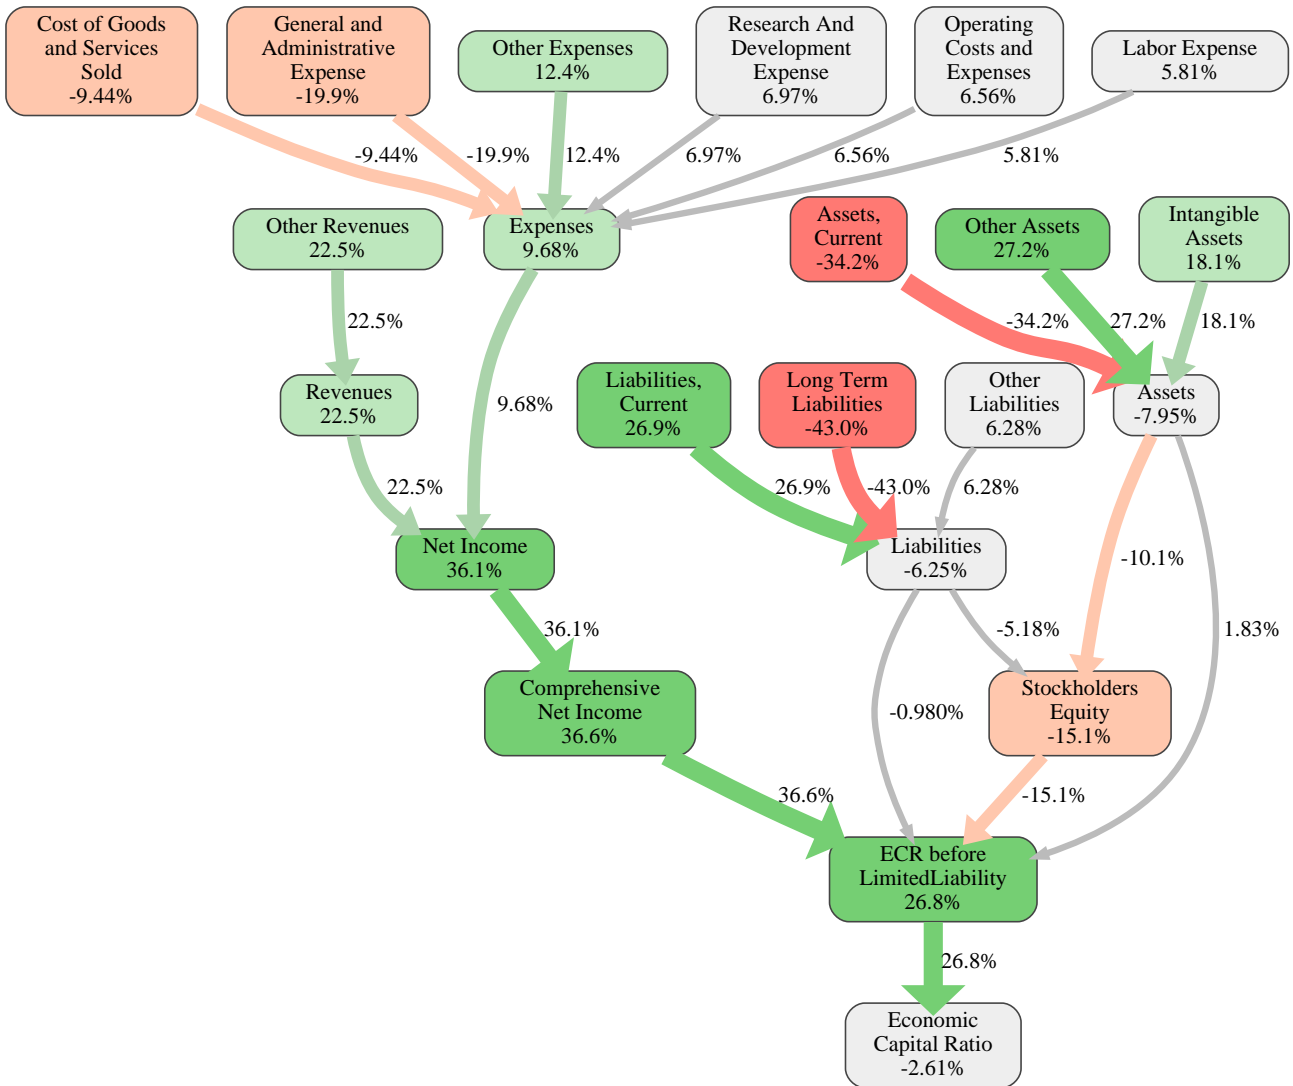 Cost of Goods
and Services
Sold
-9.44%
General and
Administrative
Expense
-19.9%
Other Expenses
12.4%
Research And
Development
Expense
6.97%
Operating
Costs and
Expenses
6.56%
Labor Expense
5.81%
-9.44%
-19.9%
12.4%
6.97%
6.56%
5.81%
Other Revenues
22.5%
Expenses
9.68%
Assets,
Current
-34.2%
Other Assets
27.2%
Intangible
Assets
18.1%
22.5%
-34.2%
27.2%
18.1%
Revenues
22.5%
9.68%
Liabilities,
Current
26.9%
Long Term
Liabilities
-43.0%
Other
Liabilities
6.28%
Assets
-7.95%
22.5%
26.9%
-43.0%
6.28%
Net Income
36.1%
Liabilities
-6.25%
-10.1%
36.1%
-5.18%
1.83%
Comprehensive
Net Income
36.6%
-0.980%
Stockholders
Equity
-15.1%
36.6%
-15.1%
ECR before
LimitedLiability
26.8%
26.8%
Economic
Capital Ratio
-2.61%